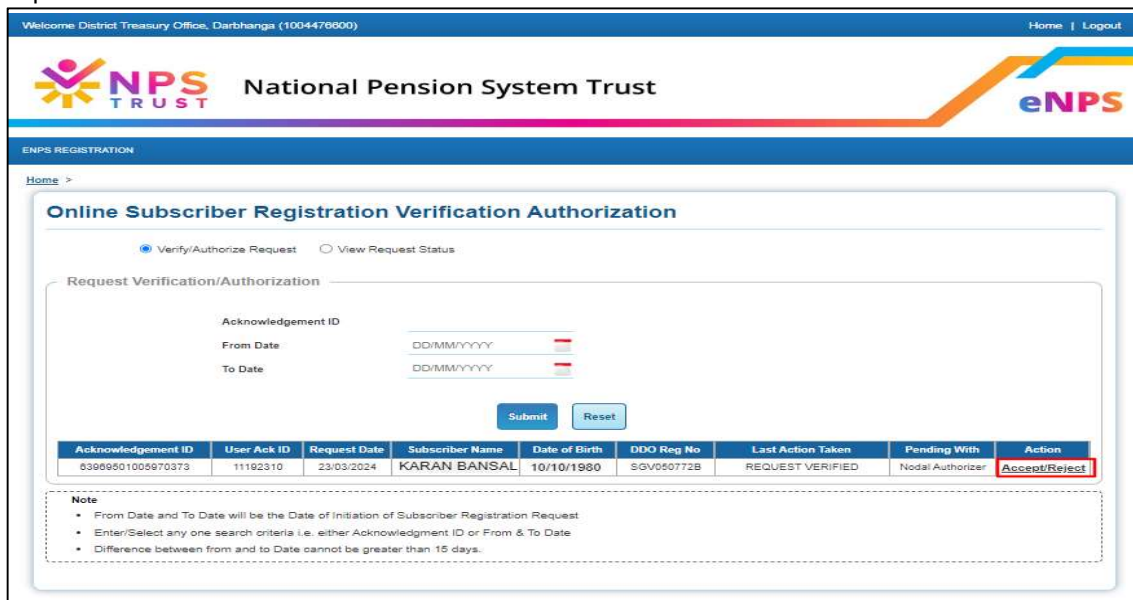 Welcome District Treasury Office, Darbhanga (1004476600) Home | Logout
NPS TRUST National Pension System Trust eNPS
ENPS REGISTRATION
Home >
Online Subscriber Registration Verification Authorization
Verify/Authorize Request View Request Status
Request Verification/Authorization
Acknowledgement ID
From Date DD/MM/YYYY
To Date DD/MM/YYYY
Submit Reset
Acknowledgement ID User Ack ID Request Date Subscriber Name Date of Birth DDO Reg No Last Action Taken Pending With Action
63969501005970373 11192310 23/03/2024 KARAN BANSAL 10/10/1980 SGV050772B REQUEST VERIFIED Nodal Authorizer Accept/Reject
Note
• From Date and To Date will be the Date of Initiation of Subscriber Registration Request
• Enter/Select any one search criteria i.e. either Acknowledgment ID or From & To Date
• Difference between from and to Date cannot be greater than 15 days.